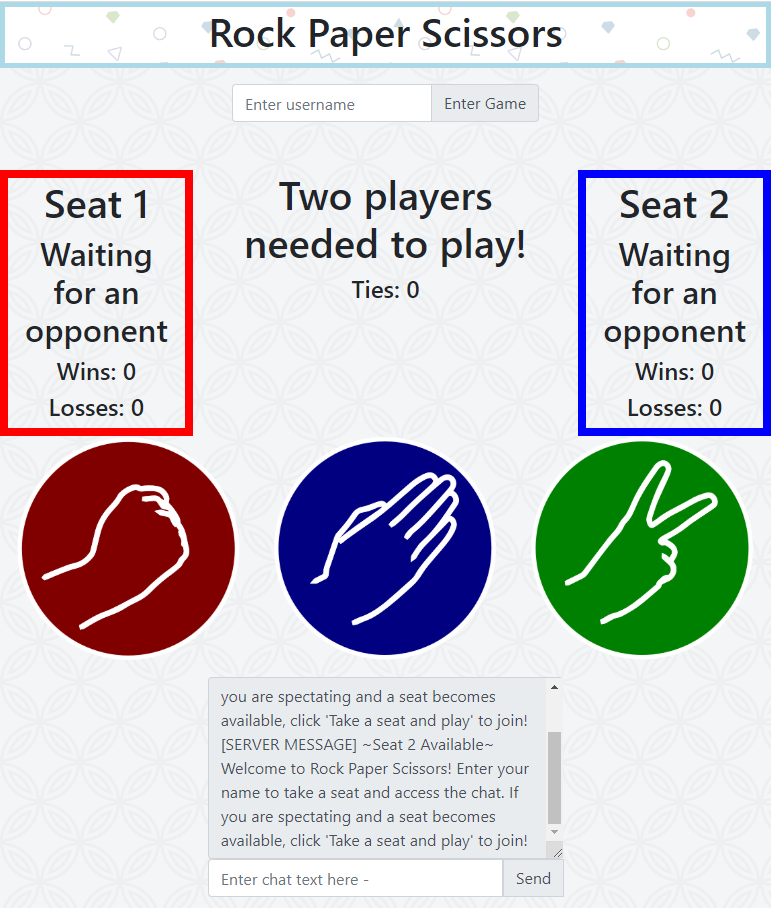 Rock Paper Scissors
Enter username
Enter Game
Seat 1
Waiting
for an
opponent
Wins: 0
Losses: 0
Two players
needed to play!
Ties: 0
Seat 2
Waiting
for an
opponent
Wins: 0
Losses: 0
you are spectating and a seat becomes
available, click 'Take a seat and play' to join!
[SERVER MESSAGE] ~Seat 2 Available~
Welcome to Rock Paper Scissors! Enter your
name to take a seat and access the chat. If
you are spectating and a seat becomes
available, click 'Take a seat and play' to join!
Enter chat text here -
Send